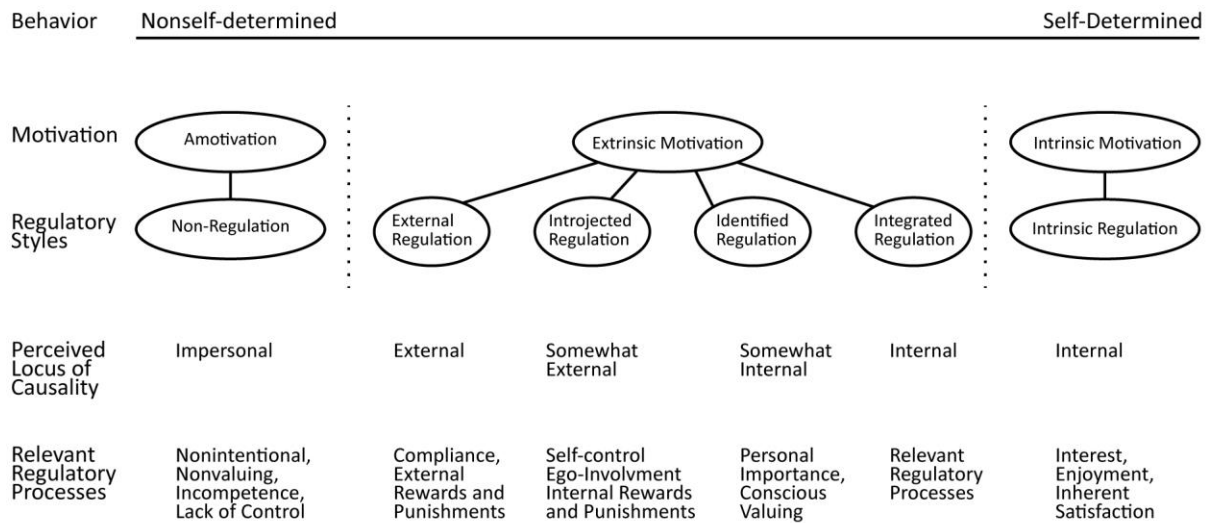 Behavior Nonself-determined Self-Determined
Motivation Amotivation Extrinsic Motivation Intrinsic Motivation
Regulatory
Styles
Non-Regulation
External
Regulation
Introjected
Regulation
Identified
Regulation
Integrated
Regulation
Intrinsic Regulation
Perceived
Locus of
Causality
Impersonal
External
Somewhat
External
Somewhat
Internal
Internal
Internal
Relevant
Regulatory
Processes
Nonintentional,
Nonvaluing,
Incompetence,
Lack of Control
Compliance,
External
Rewards and
Punishments
Self-control
Ego-Involvment
Internal Rewards
and Punishments
Personal
Importance,
Conscious
Valuing
Relevant
Regulatory
Processes
Interest,
Enjoyment,
Inherent
Satisfaction